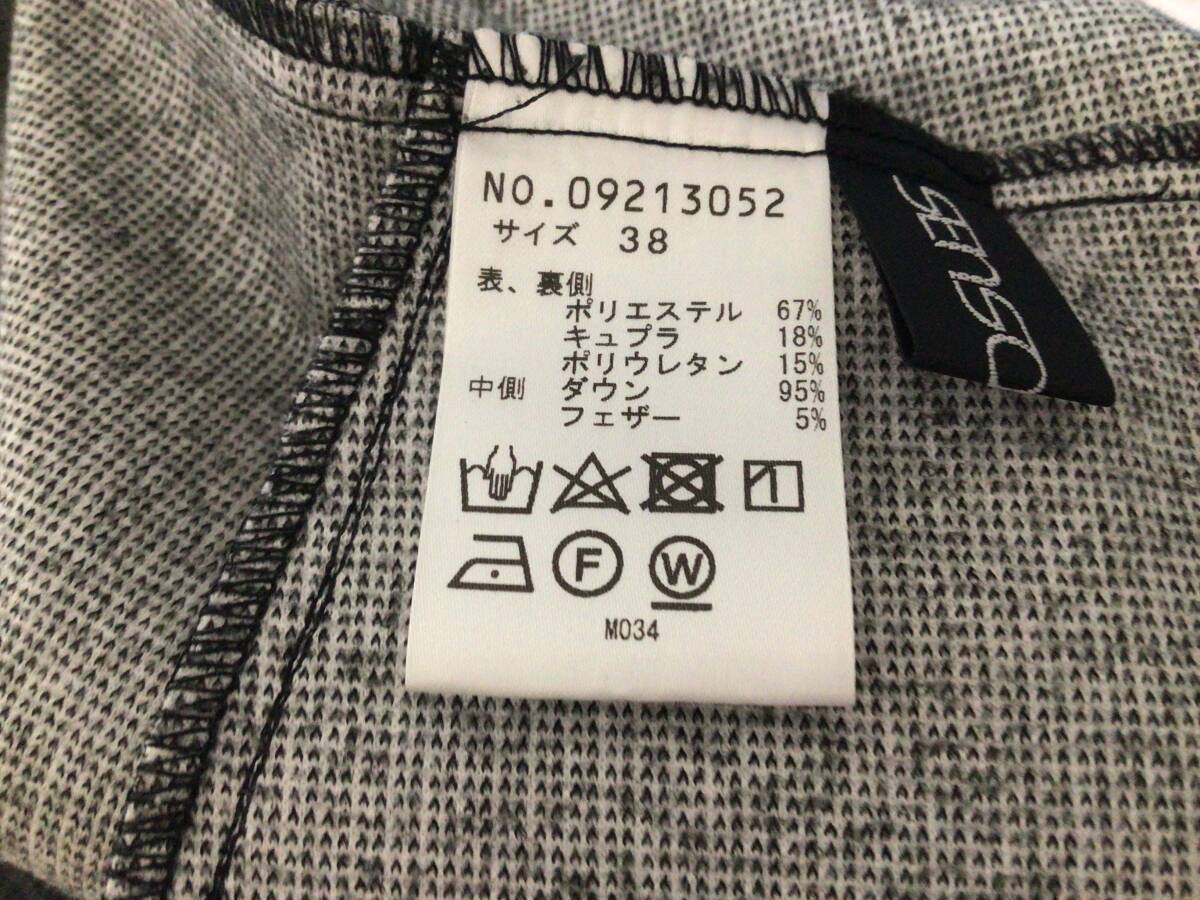 NO.09213052
サイズ 38
表、裏側
ポリエステル 67%
キュプラ 18%
ポリウレタン 15%
中側 ダウン 95%
フェザー 5%
F
W
M034